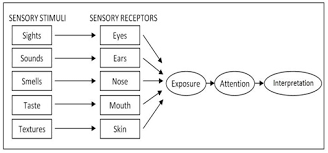 SENSORY STIMULI SENSORY RECEPTORS
Sights Eyes
Sounds Ears
Smells Nose
Exposure Attention Interpretation
Taste Mouth
Textures Skin